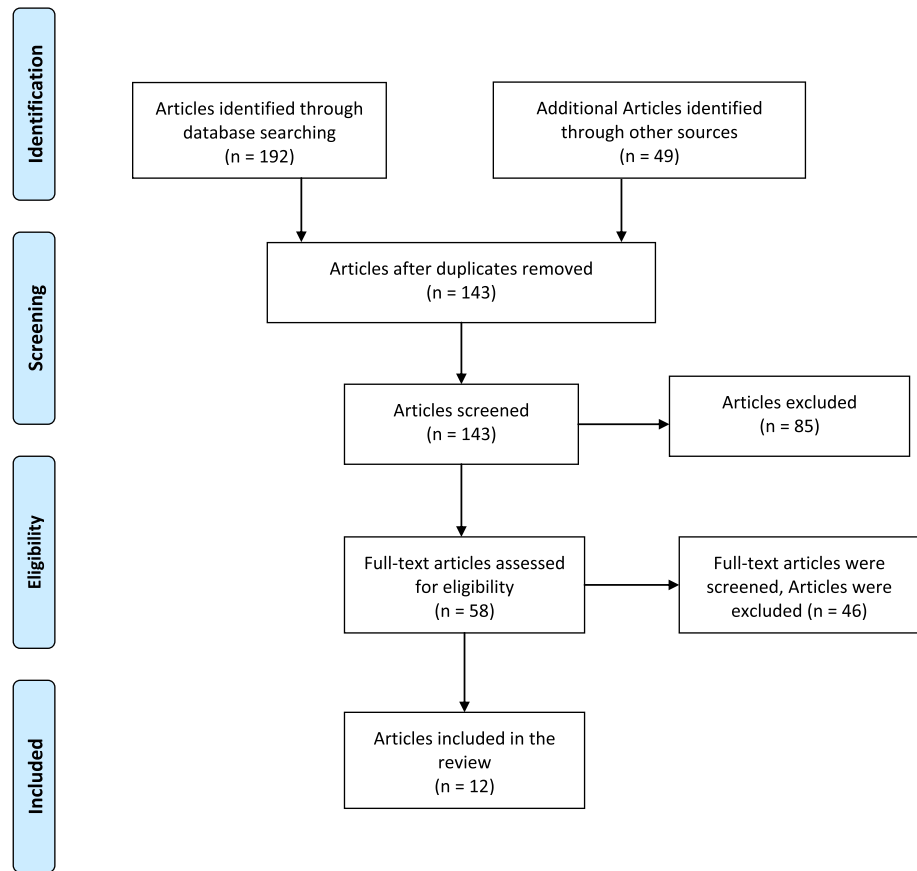 Identification
Articles identified through
database searching
(n = 192)
Additional Articles identified
through other sources
(n = 49)
Screening
Articles after duplicates removed
(n = 143)
Articles screened
(n = 143)
Articles excluded
(n = 85)
Eligibility
Full-text articles assessed
for eligibility
(n = 58)
Full-text articles were
screened, Articles were
excluded (n = 46)
Included
Articles included in the
review
(n = 12)